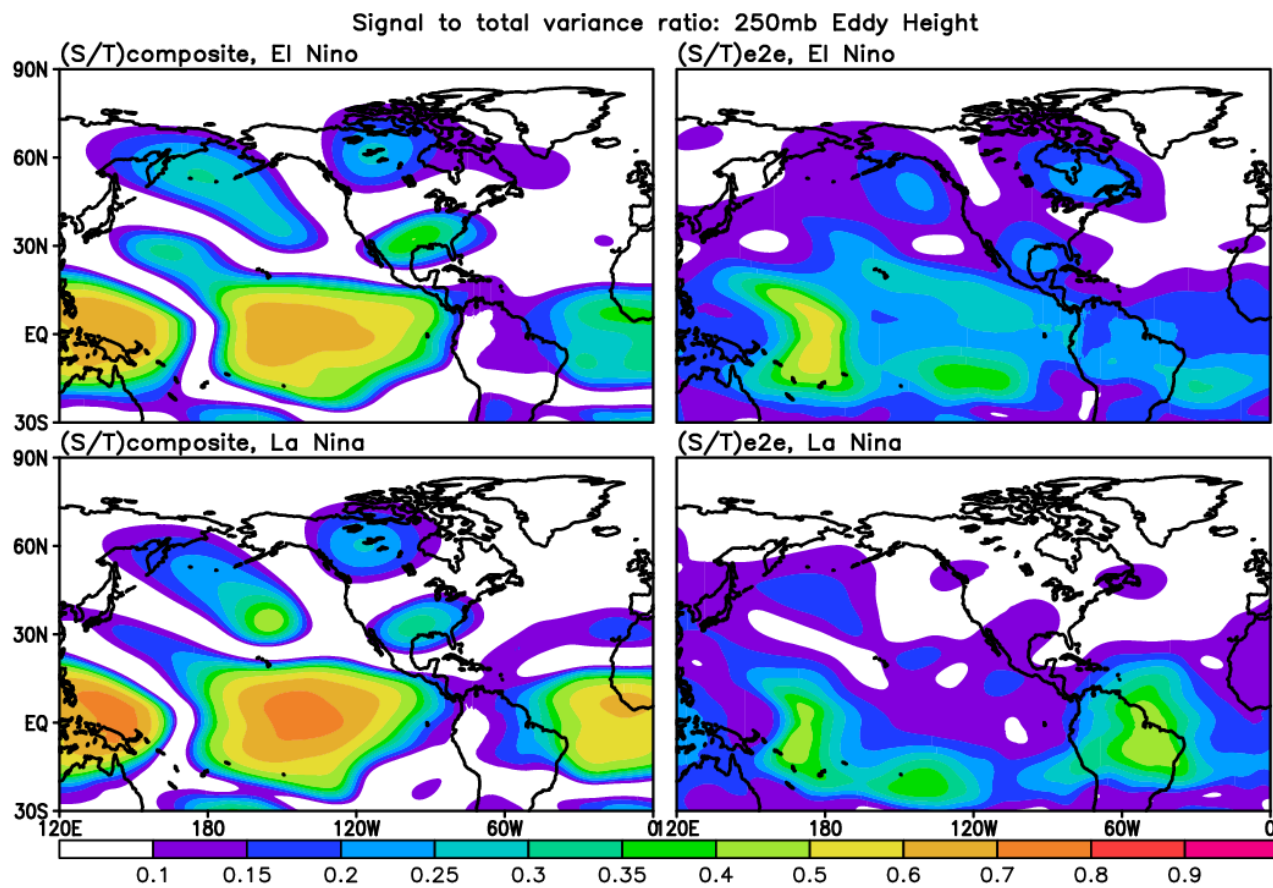 Signal to total variance ratio: 250mb Eddy Height
(S/T)composite, El Nino
(S/T)e2e, El Nino
90N
60N
30N
EQ
30S
(S/T)composite, La Nina
(S/T)e2e, La Nina
90N
60N
30N
EQ
30S
120E 180 120W 60W 0 120E 180 120W 60W 0
0.1 0.15 0.2 0.25 0.3 0.35 0.4 0.5 0.6 0.7 0.8 0.9